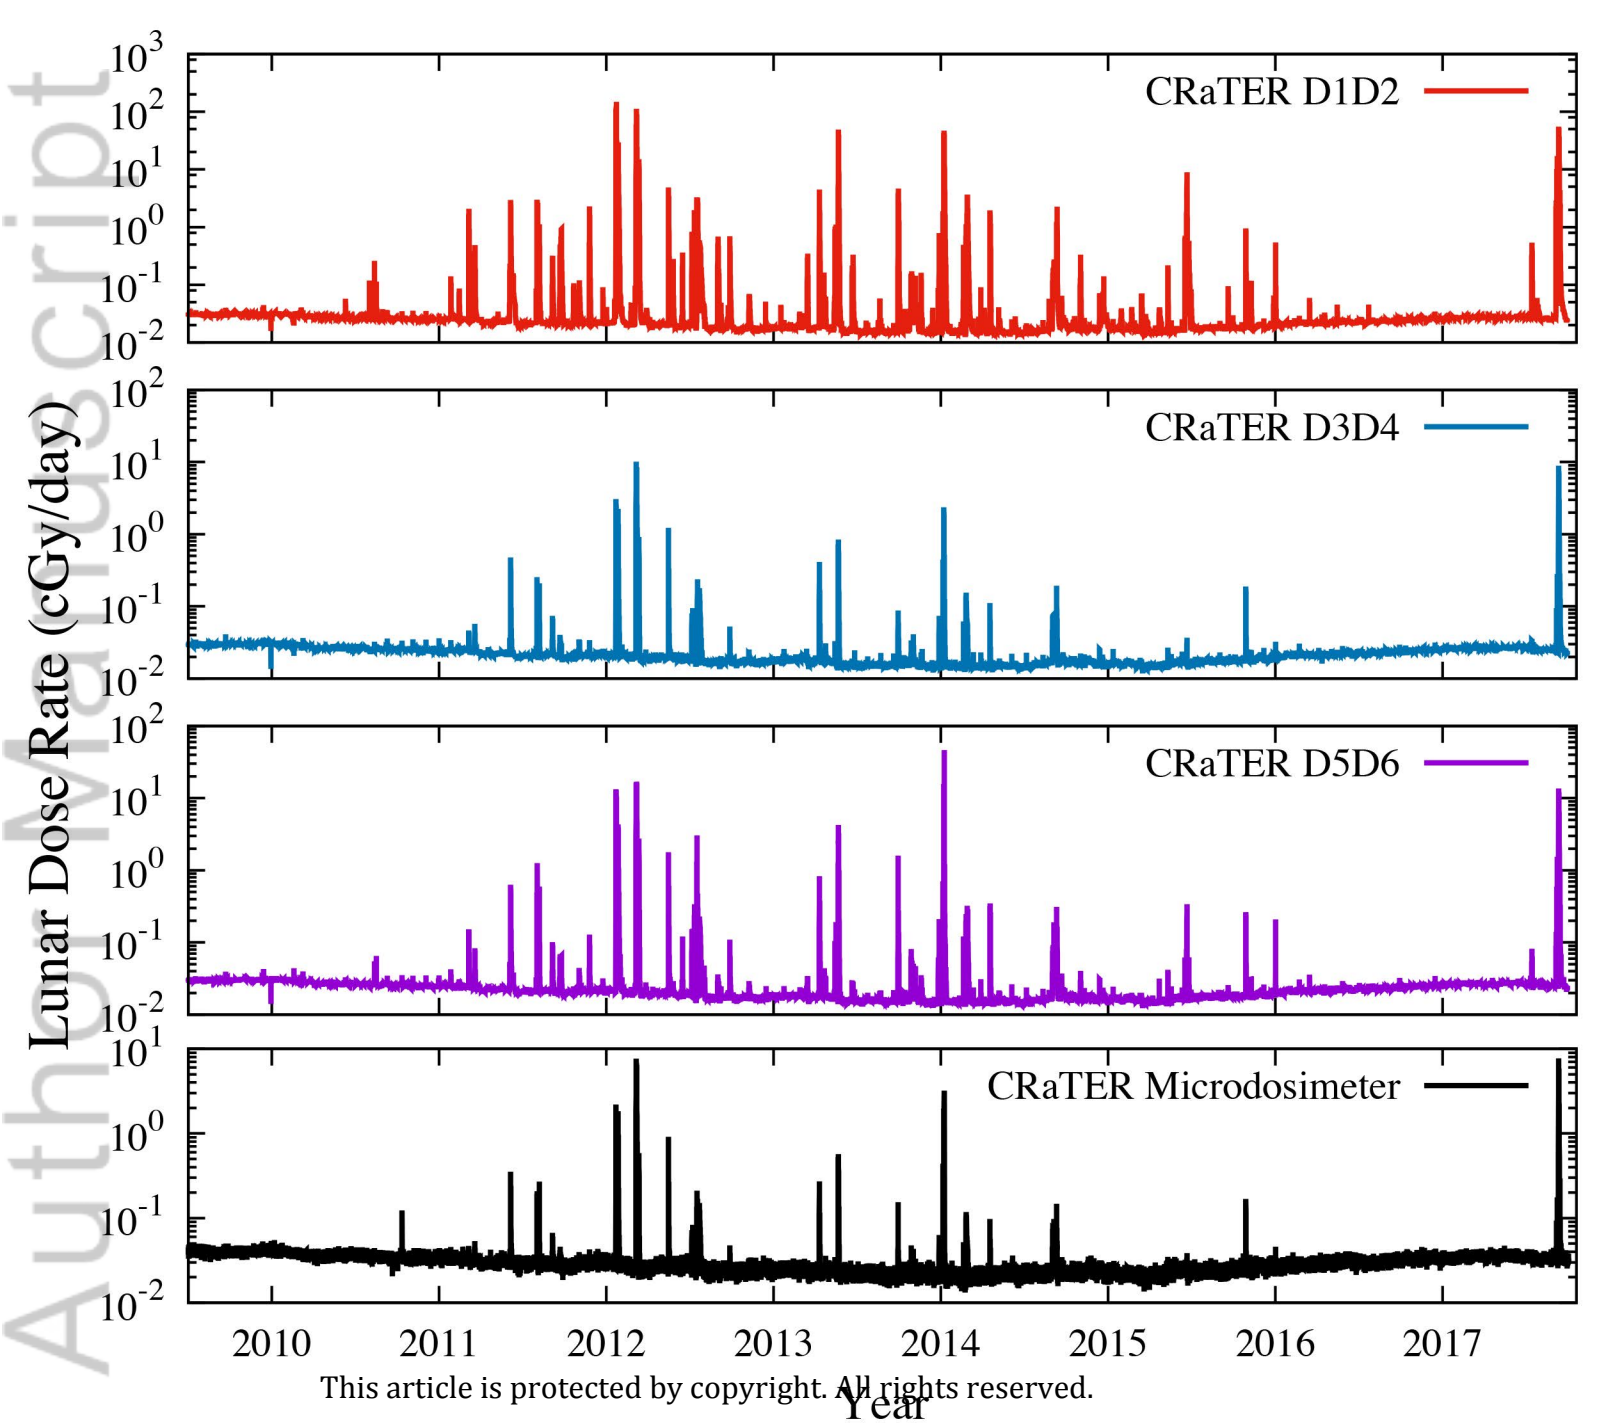 Author Manuscript
Lunar Dose Rate (cGy/day)
10^3
10^2
10^1
10^0
10^-1
10^-2
CRaTER D1D2
10^2
10^1
10^0
10^-1
10^-2
CRaTER D3D4
10^2
10^1
10^0
10^-1
10^-2
CRaTER D5D6
10^1
10^0
10^-1
10^-2
CRaTER Microdosimeter
2010 2011 2012 2013 2014 2015 2016 2017
Year
This article is protected by copyright. All rights reserved.